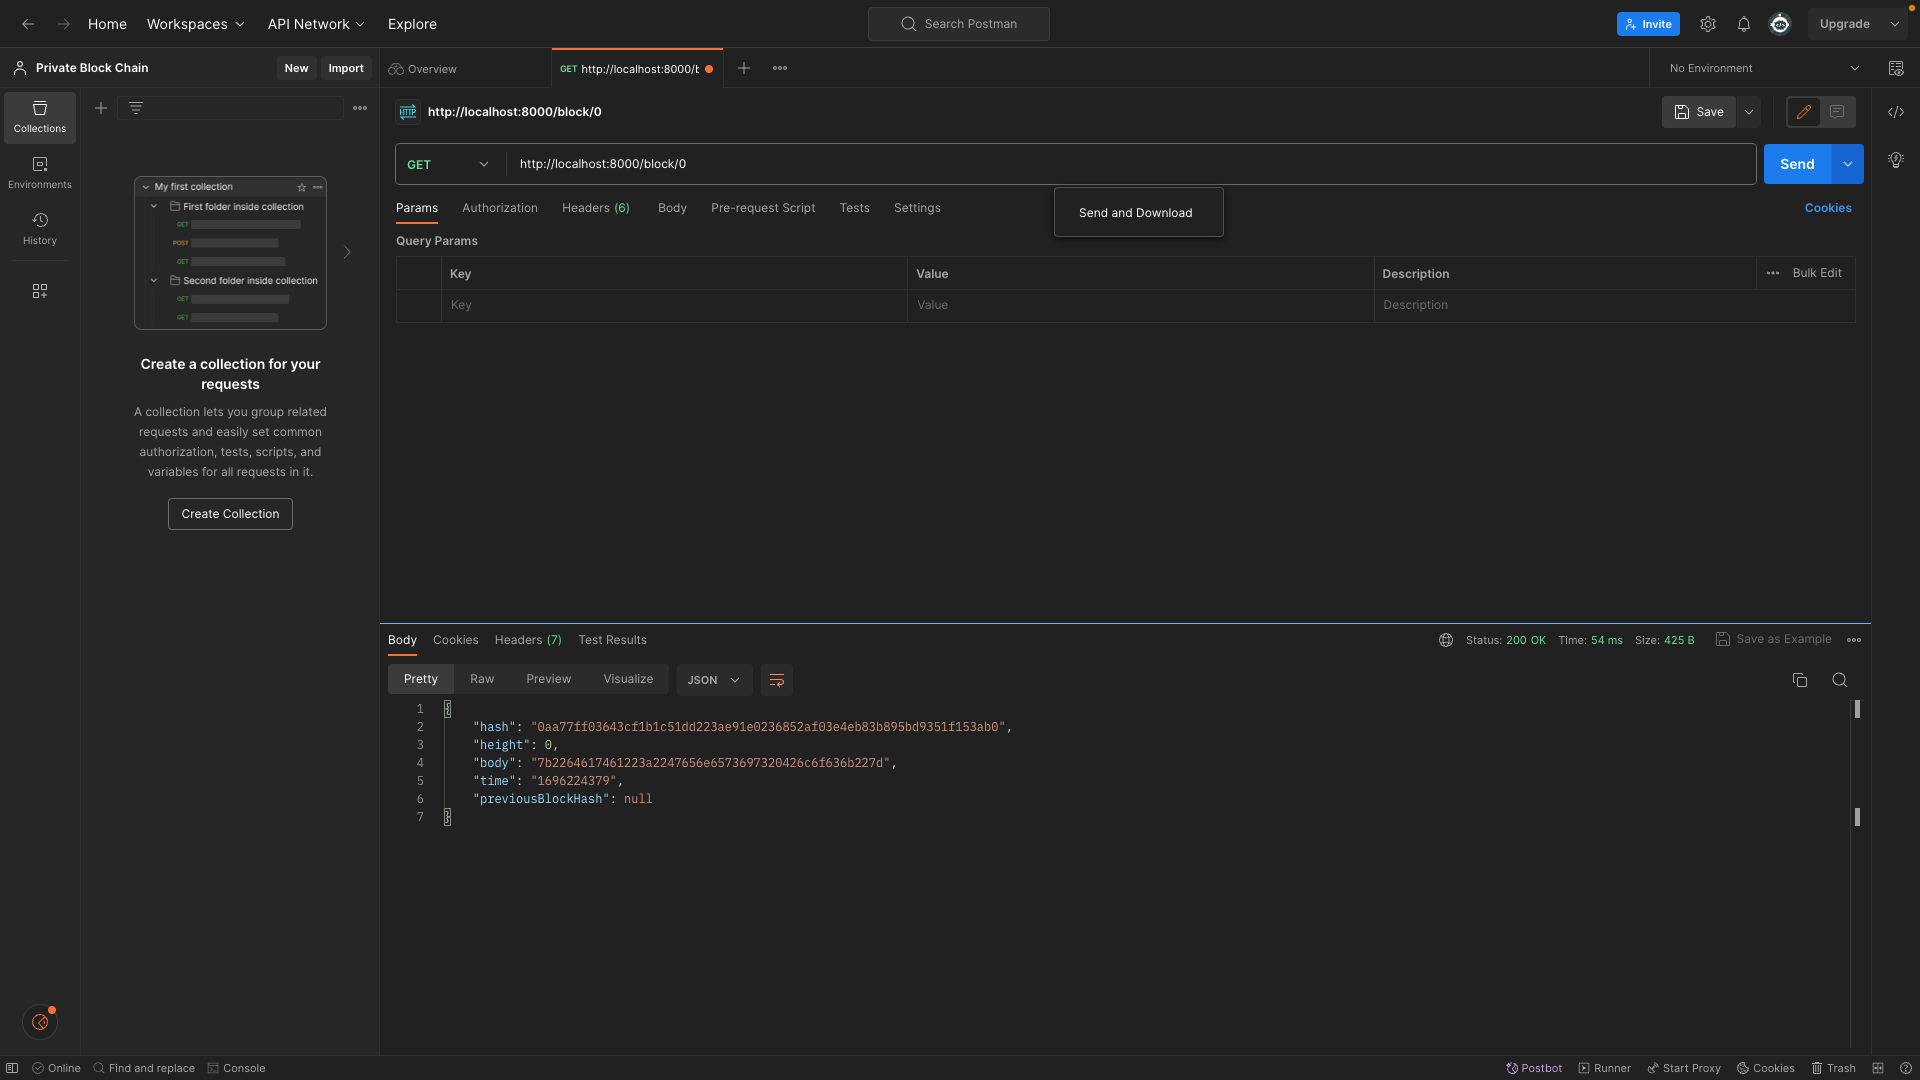 Home Workspaces API Network Explore
Search Postman
Invite
Upgrade
Private Block Chain
New Import
Overview
GET http://localhost:8000/b
No Environment
Collections
Environments
History
My first collection
First folder inside collection
GET
POST
GET
Second folder inside collection
GET
GET
Create a collection for your
requests
A collection lets you group related
requests and easily set common
authorization, tests, scripts, and
variables for all requests in it.
Create Collection
HTTP http://localhost:8000/block/0
Save
GET http://localhost:8000/block/0
Send
Send and Download
Params Authorization Headers (6) Body Pre-request Script Tests Settings
Cookies
Query Params
Key Value Description Bulk Edit
Key Value Description
Body Cookies Headers (7) Test Results
Status: 200 OK Time: 54 ms Size: 425 B Save as Example
Pretty Raw Preview Visualize JSON
1 {
2 "hash": "0aa77ff03643cf1b1c51dd223ae91e0236852af03e4eb83b895bd9351f153ab0",
3 "height": 0,
4 "body": "7b2264617461223a2247656e6573697320426c6f636b227d",
5 "time": "1696224379",
6 "previousBlockHash": null
7 }
Online Find and replace Console
Postbot Runner Start Proxy Cookies Trash